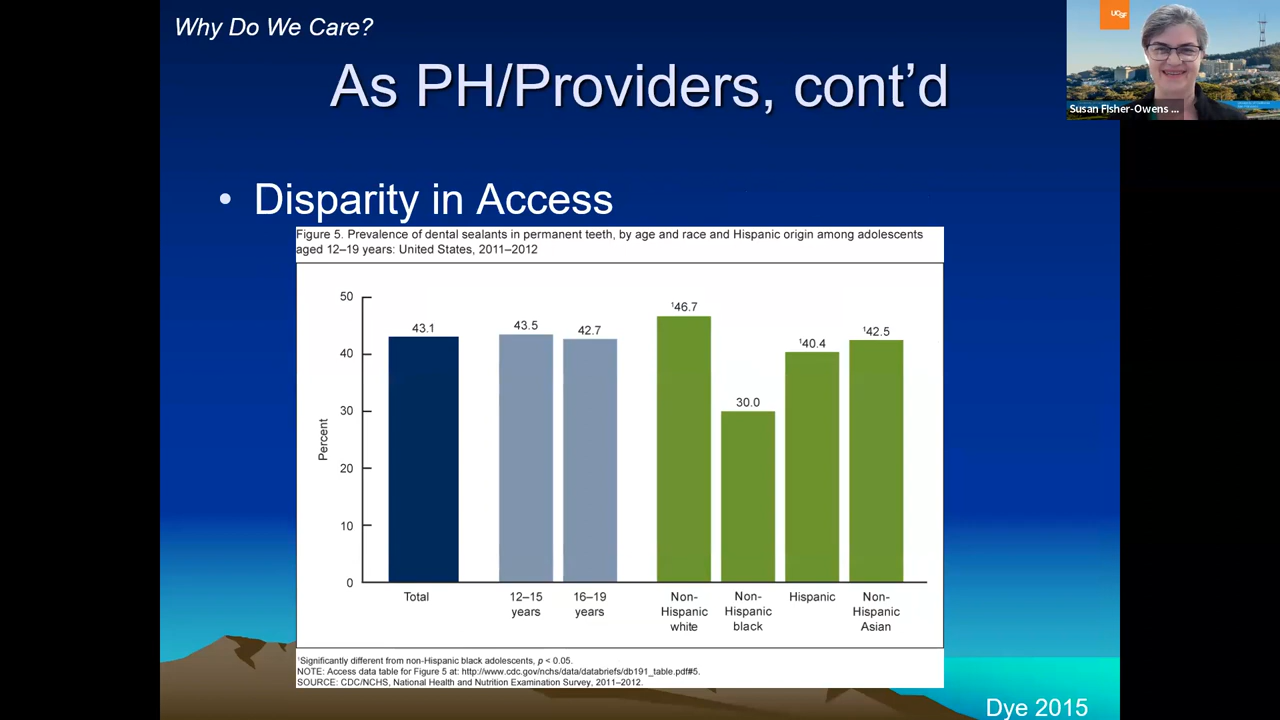 Why Do We Care?
As PH/Providers, cont’d
UCSF
Susan FIsher-Owens ...
• Disparity in Access
Figure 5. Prevalence of dental sealants in permanent teeth, by age and race and Hispanic origin among adolescents
aged 12–19 years: United States, 2011–2012
Percent
50
40
30
20
10
0
43.1
43.5
42.7
¹46.7
30.0
¹40.4
¹42.5
Total
12–15
years
16–19
years
Non-
Hispanic
white
Non-
Hispanic
black
Hispanic
Non-
Hispanic
Asian
¹Significantly different from non-Hispanic black adolescents, p < 0.05.
NOTE: Access data table for Figure 5 at: http://www.cdc.gov/nchs/data/databriefs/db191_table.pdf#5.
SOURCE: CDC/NCHS, National Health and Nutrition Examination Survey, 2011–2012.
Dye 2015